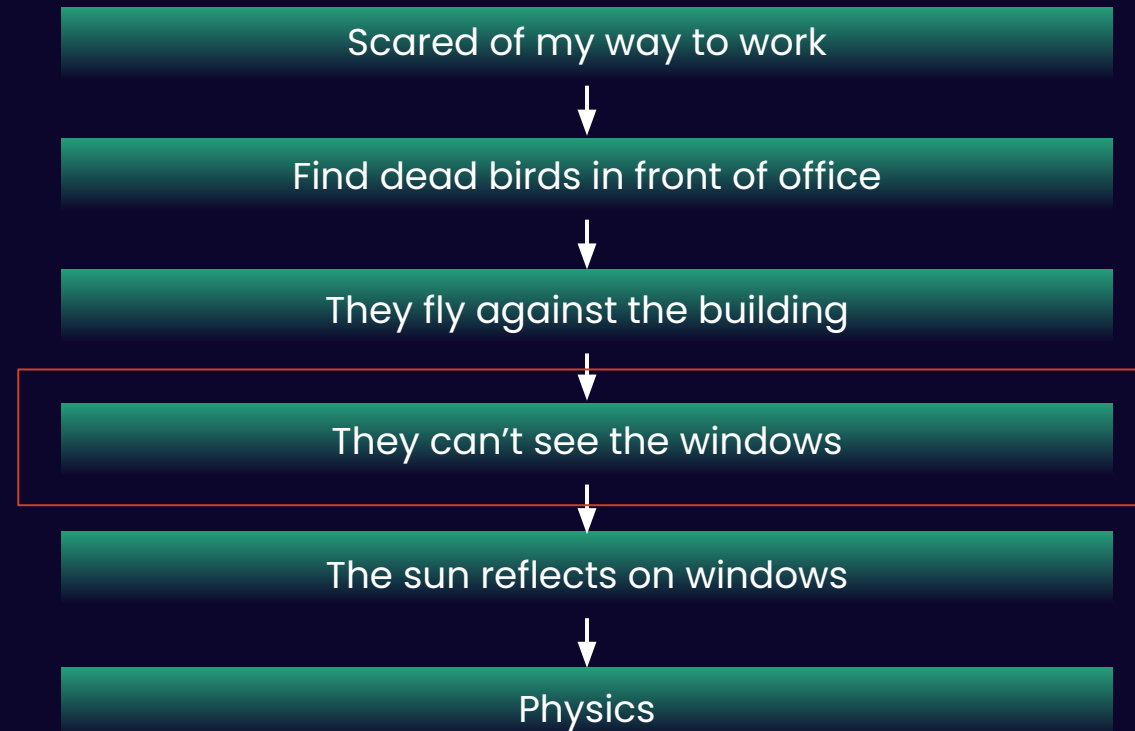 Scared of my way to work
Find dead birds in front of office
They fly against the building
They can’t see the windows
The sun reflects on windows
Physics